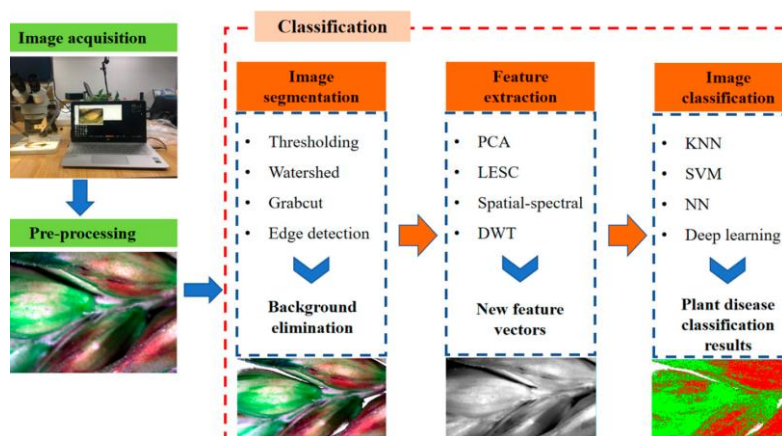 Image acquisition
Pre-processing
Classification
Image
segmentation
• Thresholding
• Watershed
• Grabcut
• Edge detection
Background
elimination
Feature
extraction
• PCA
• LESC
• Spatial-spectral
• DWT
New feature
vectors
Image
classification
• KNN
• SVM
• NN
• Deep learning
Plant disease
classification
results